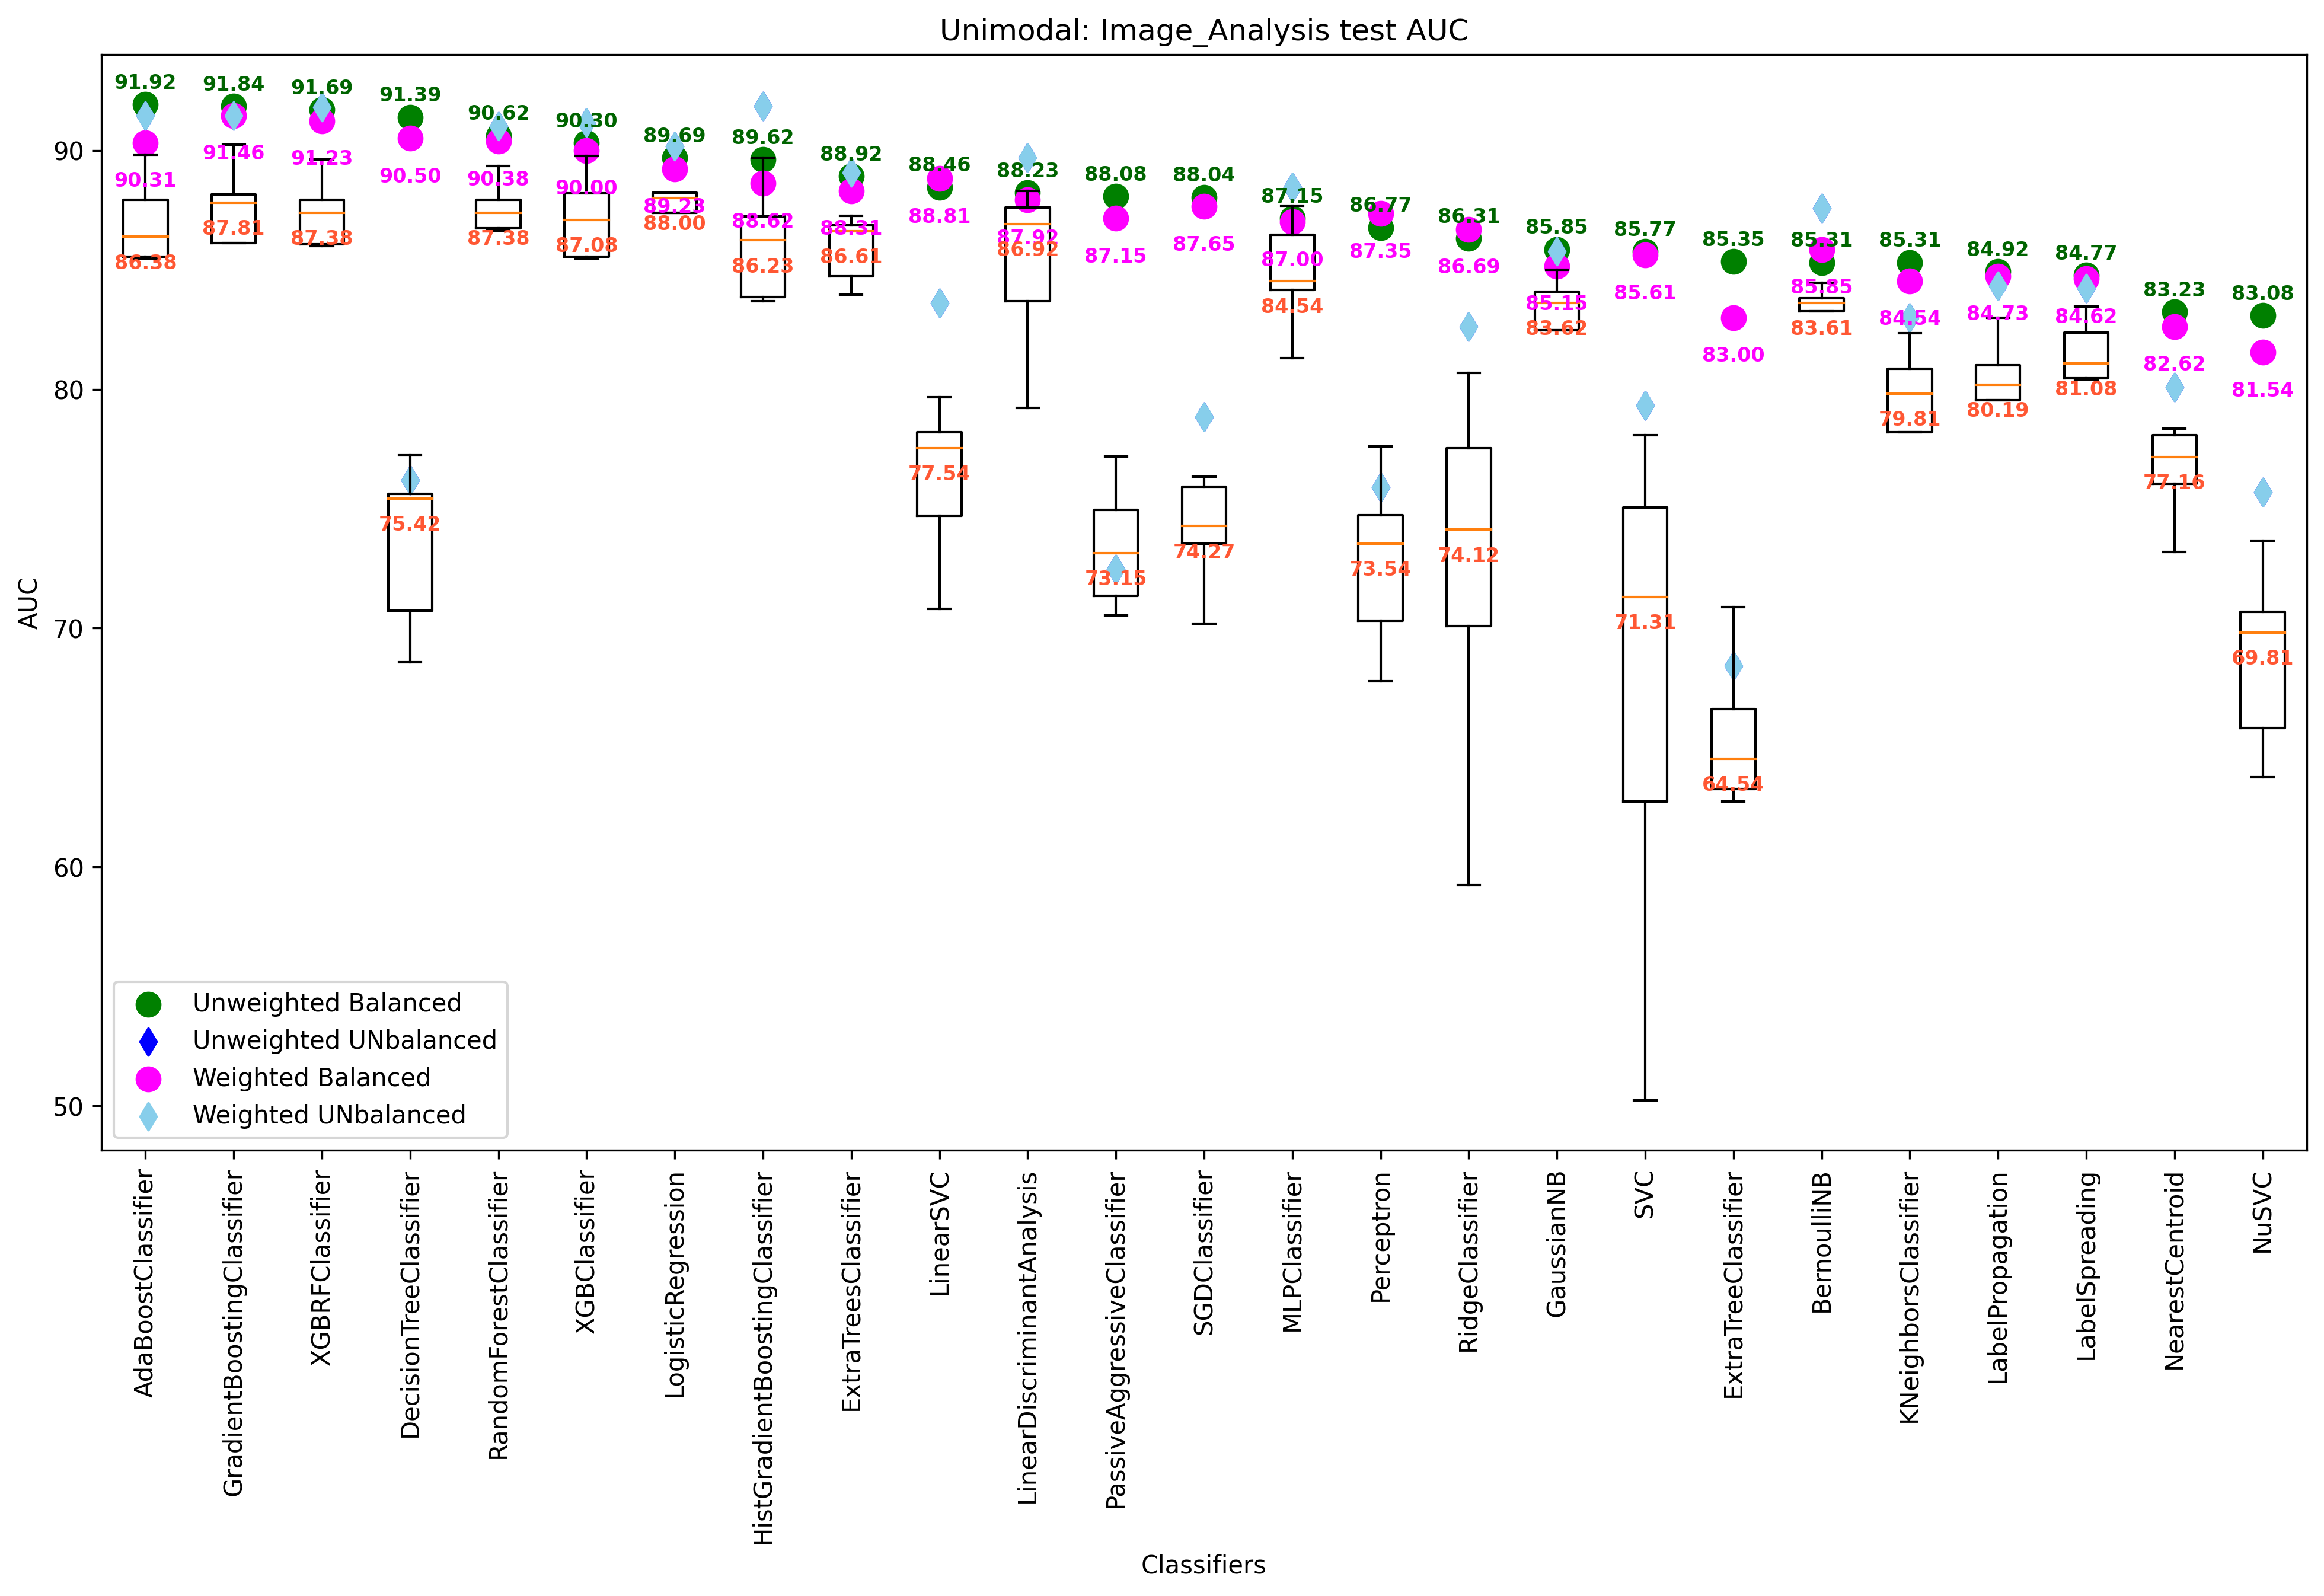 Unimodal: Image_Analysis test AUC
AUC
90
80
70
60
50
91.92 91.84 91.69 91.39 90.62 90.30 89.69 89.62 88.92 88.46 88.23 88.08 88.04 87.15 86.77 86.31 85.85 85.77 85.35 85.31 85.31 84.92 84.77 83.23 83.08
90.31 91.46 91.23 90.50 90.38 90.00 89.23 88.62 88.31 88.81 87.92 87.15 87.65 87.00 87.35 86.69 85.15 85.61 83.00 85.85 84.54 84.73 84.62 82.62 81.54
86.38 87.81 87.38 75.42 87.38 87.08 88.00 86.23 86.61 77.54 86.92 73.15 74.27 84.54 73.54 74.12 83.62 71.31 64.54 83.61 79.81 80.19 81.08 77.16 69.81
Unweighted Balanced
Unweighted UNbalanced
Weighted Balanced
Weighted UNbalanced
AdaBoostClassifier
GradientBoostingClassifier
XGBRFClassifier
DecisionTreeClassifier
RandomForestClassifier
XGBClassifier
LogisticRegression
HistGradientBoostingClassifier
ExtraTreesClassifier
LinearSVC
LinearDiscriminantAnalysis
PassiveAggressiveClassifier
SGDClassifier
MLPClassifier
Perceptron
RidgeClassifier
GaussianNB
SVC
ExtraTreeClassifier
BernoulliNB
KNeighborsClassifier
LabelPropagation
LabelSpreading
NearestCentroid
NuSVC
Classifiers